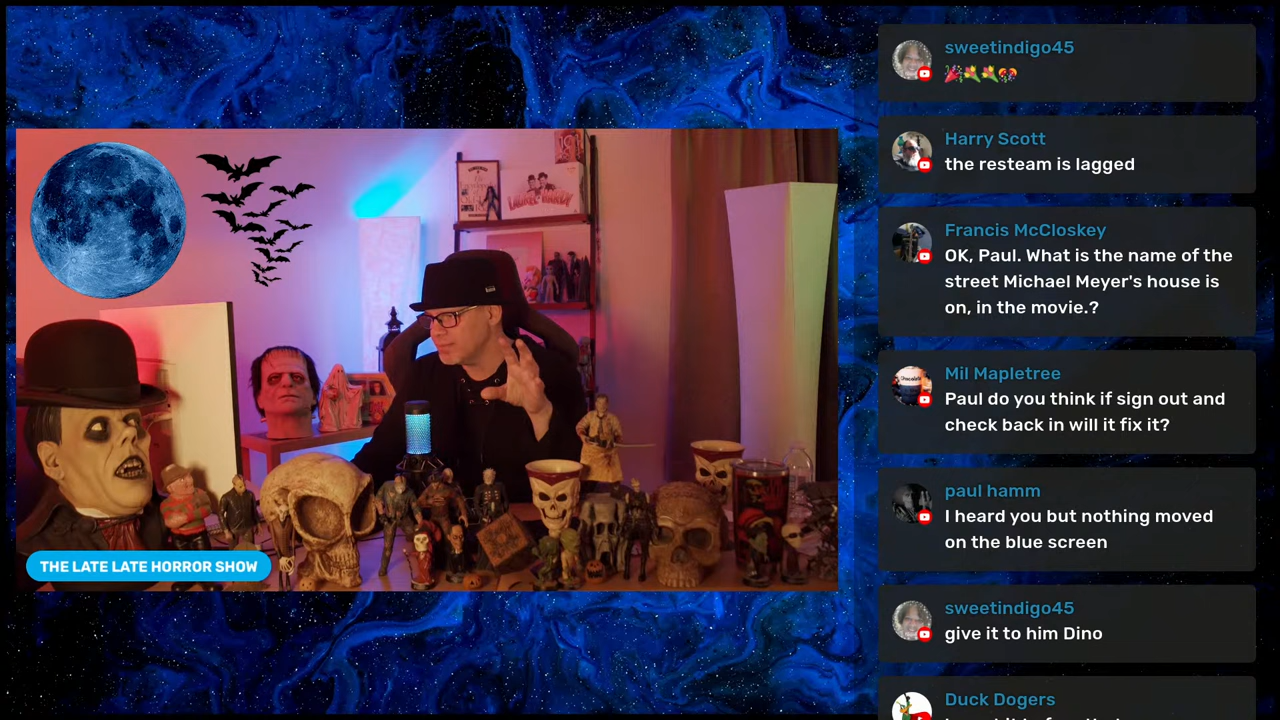 THE LATE LATE HORROR SHOW
LAUREL HARDY
sweetindigo45
Harry Scott
the resteam is lagged
Francis McCloskey
OK, Paul. What is the name of the
street Michael Meyer's house is
on, in the movie.?
Mil Mapletree
Paul do you think if sign out and
check back in will it fix it?
paul hamm
I heard you but nothing moved
on the blue screen
sweetindigo45
give it to him Dino
Duck Dogers